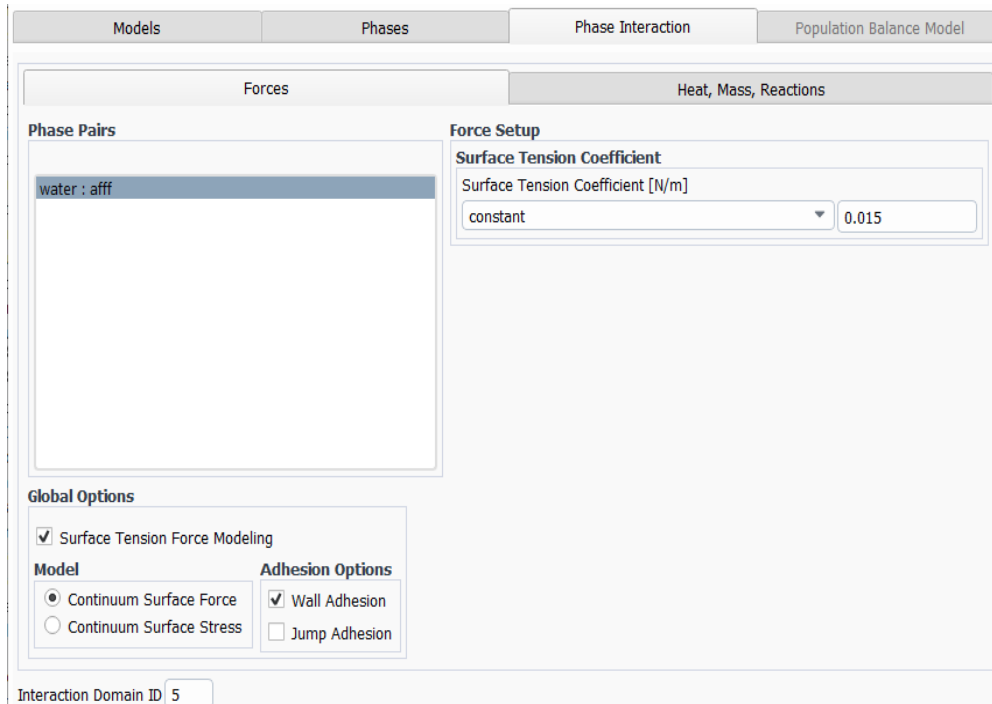 Models Phases Phase Interaction Population Balance Model
Forces Heat, Mass, Reactions
Phase Pairs
water : afff
Force Setup
Surface Tension Coefficient
Surface Tension Coefficient [N/m]
constant 0.015
Global Options
Surface Tension Force Modeling
Model
Continuum Surface Force
Continuum Surface Stress
Adhesion Options
Wall Adhesion
Jump Adhesion
Interaction Domain ID 5